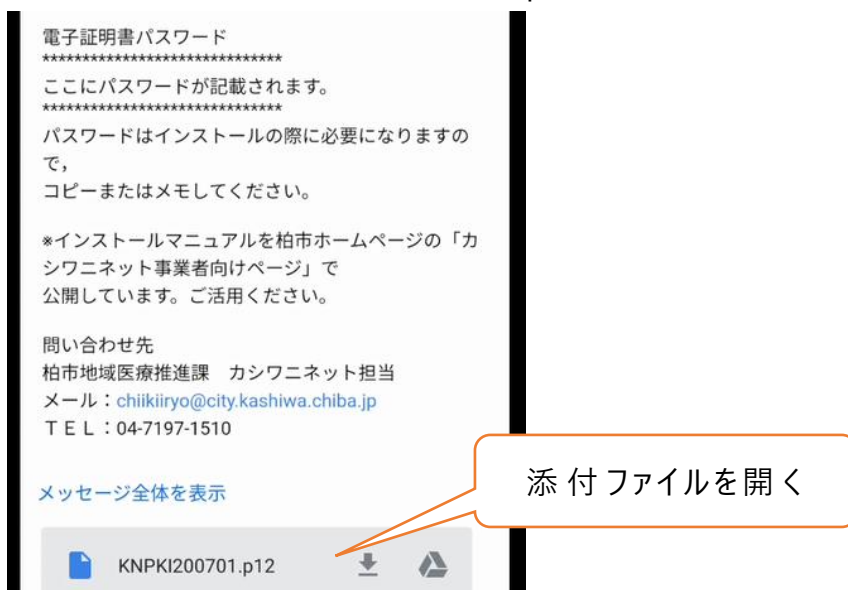 電子証明書パスワード
******************************
ここにパスワードが記載されます。
******************************
パスワードはインストールの際に必要になりますの
で，
コピーまたはメモしてください。
※インストールマニュアルを柏市ホームページの「カ
シワニネット事業者向けページ」で
公開しています。ご活用ください。
問い合わせ先
柏市地域医療推進課　カシワニネット担当
メール：chiikiiryo@city.kashiwa.chiba.jp
ＴＥＬ：04-7197-1510
メッセージ全体を表示
添付ファイルを開く
KNPKI200701.p12